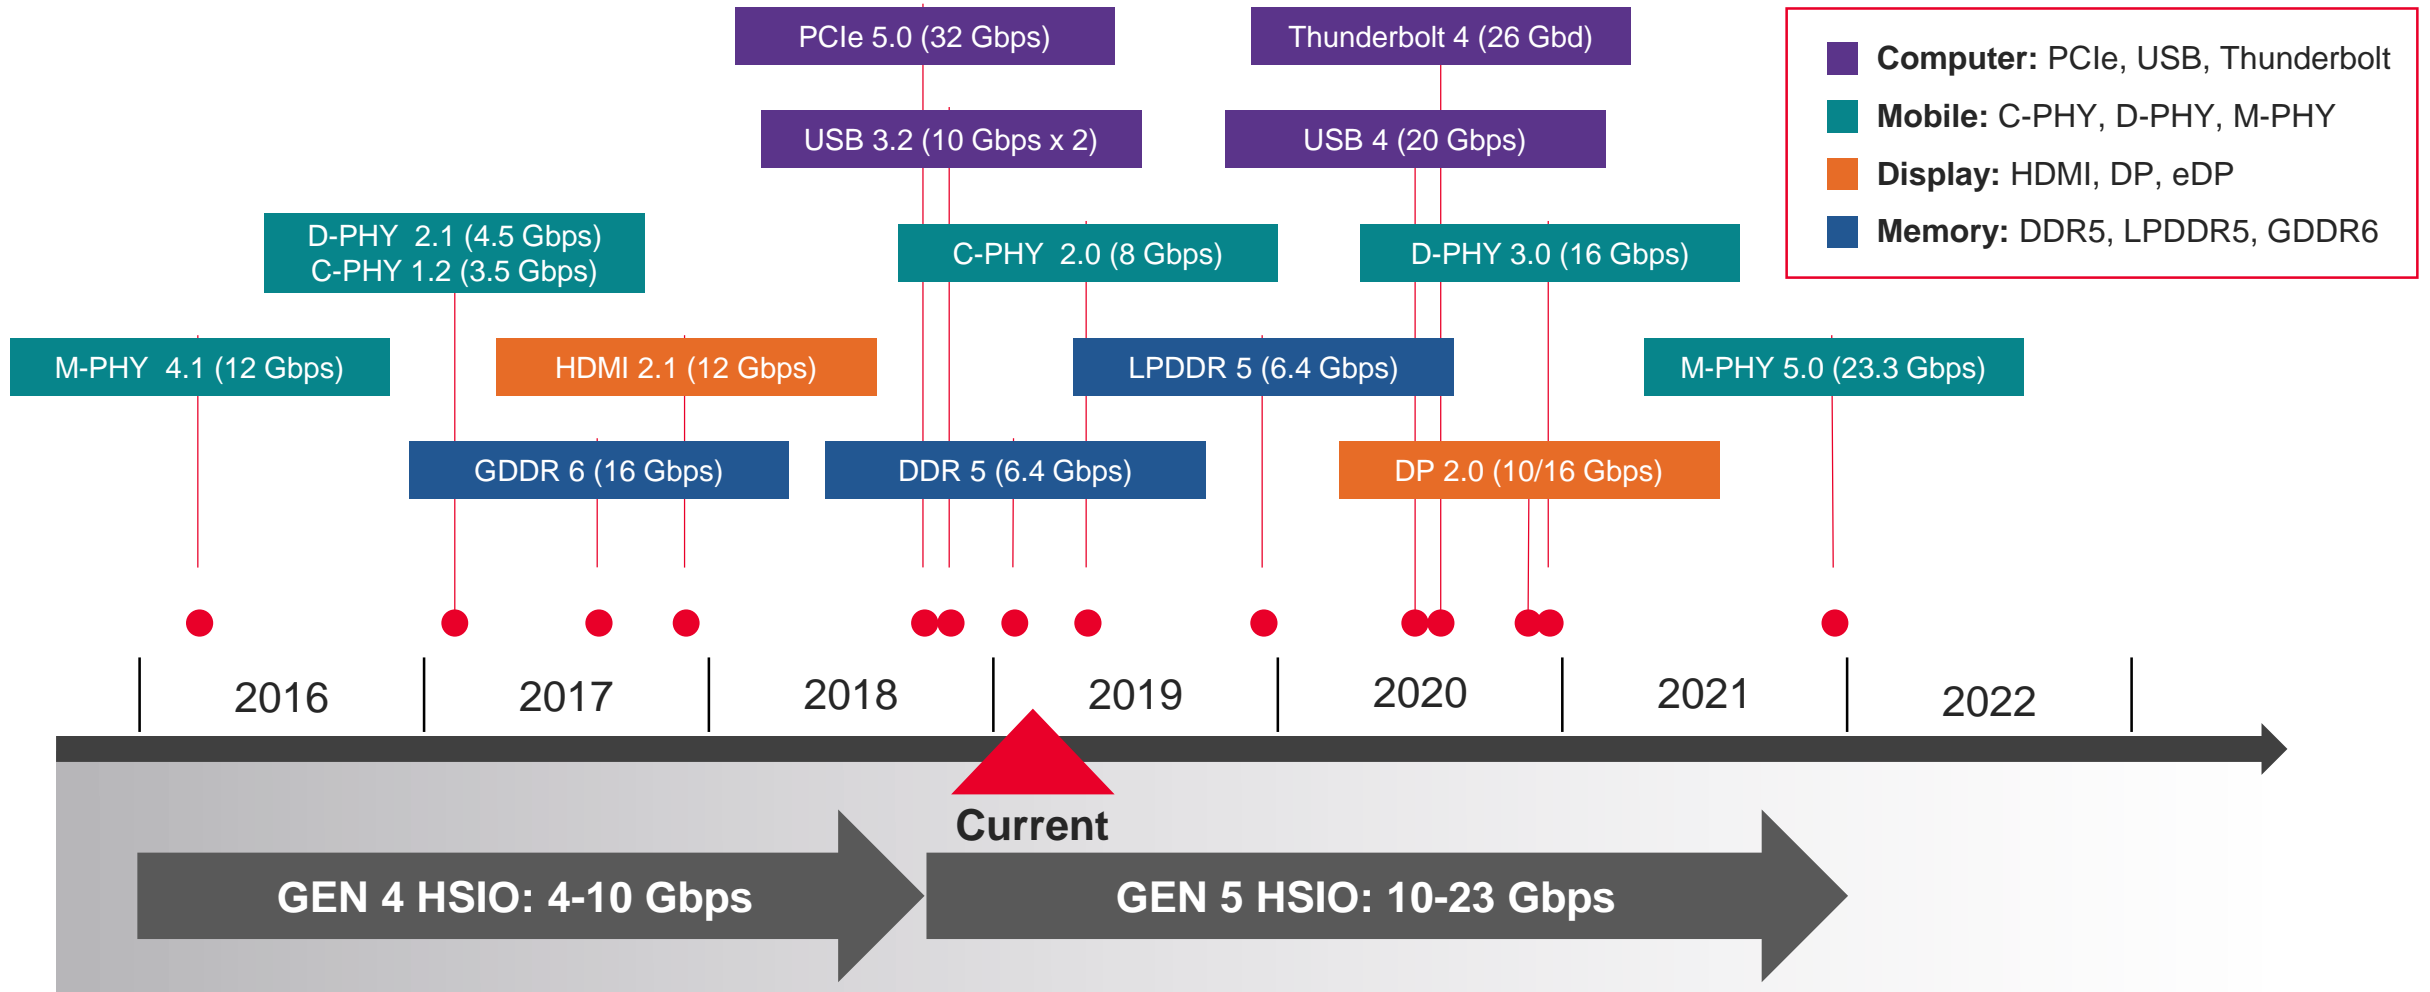 PCIe 5.0 (32 Gbps)
Thunderbolt 4 (26 Gbd)
USB 3.2 (10 Gbps x 2)
USB 4 (20 Gbps)
Computer: PCIe, USB, Thunderbolt
Mobile: C-PHY, D-PHY, M-PHY
Display: HDMI, DP, eDP
Memory: DDR5, LPDDR5, GDDR6
D-PHY 2.1 (4.5 Gbps)
C-PHY 1.2 (3.5 Gbps)
C-PHY 2.0 (8 Gbps)
D-PHY 3.0 (16 Gbps)
M-PHY 4.1 (12 Gbps)
HDMI 2.1 (12 Gbps)
LPDDR 5 (6.4 Gbps)
M-PHY 5.0 (23.3 Gbps)
GDDR 6 (16 Gbps)
DDR 5 (6.4 Gbps)
DP 2.0 (10/16 Gbps)
2016
2017
2018
2019
2020
2021
2022
Current
GEN 4 HSIO: 4-10 Gbps
GEN 5 HSIO: 10-23 Gbps